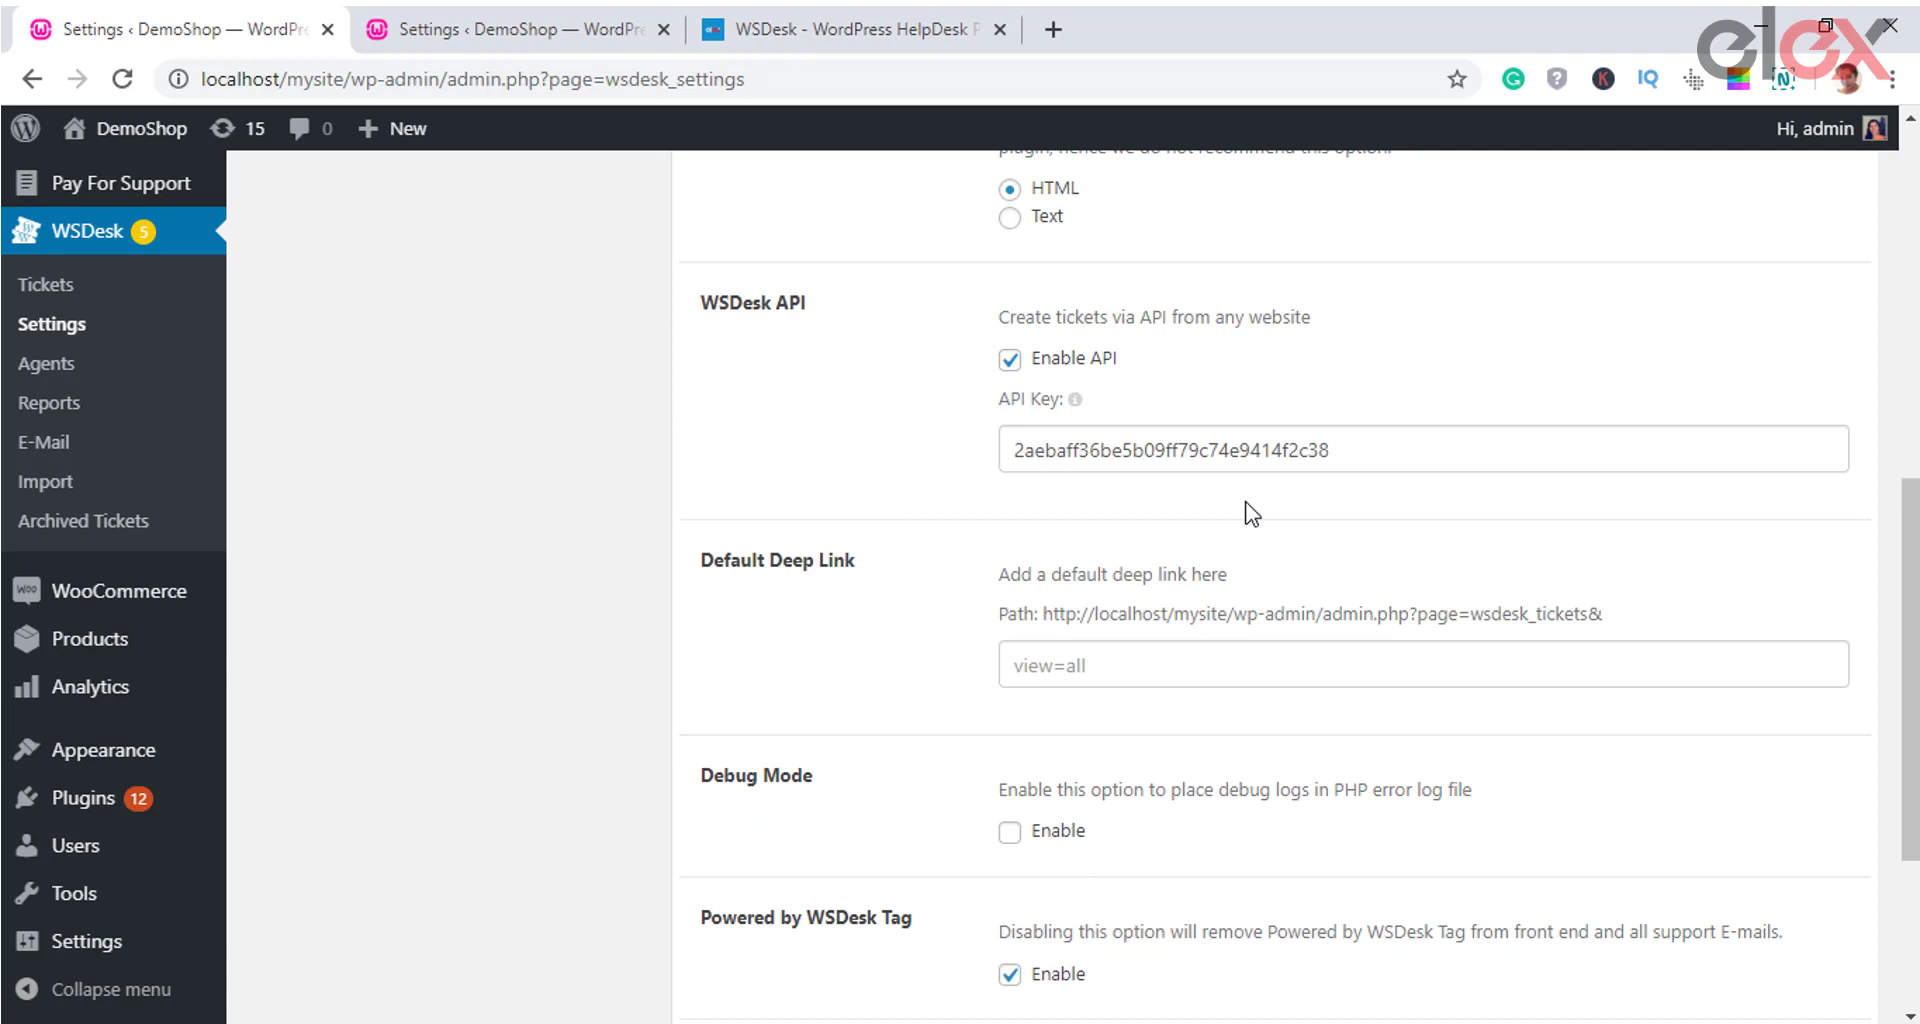 Settings ‹ DemoShop — WordPre
Settings ‹ DemoShop — WordPre
WSDesk - WordPress HelpDesk P
elex
localhost/mysite/wp-admin/admin.php?page=wsdesk_settings
DemoShop
15
0
New
Hi, admin
Pay For Support
WSDesk 5
Tickets
Settings
Agents
Reports
E-Mail
Import
Archived Tickets
WooCommerce
Products
Analytics
Appearance
Plugins 12
Users
Tools
Settings
Collapse menu
plugin, hence we do not recommend this option.
HTML
Text
WSDesk API
Create tickets via API from any website
Enable API
API Key:
2aebaff36be5b09ff79c74e9414f2c38
Default Deep Link
Add a default deep link here
Path: http://localhost/mysite/wp-admin/admin.php?page=wsdesk_tickets&
view=all
Debug Mode
Enable this option to place debug logs in PHP error log file
Enable
Powered by WSDesk Tag
Disabling this option will remove Powered by WSDesk Tag from front end and all support E-mails.
Enable